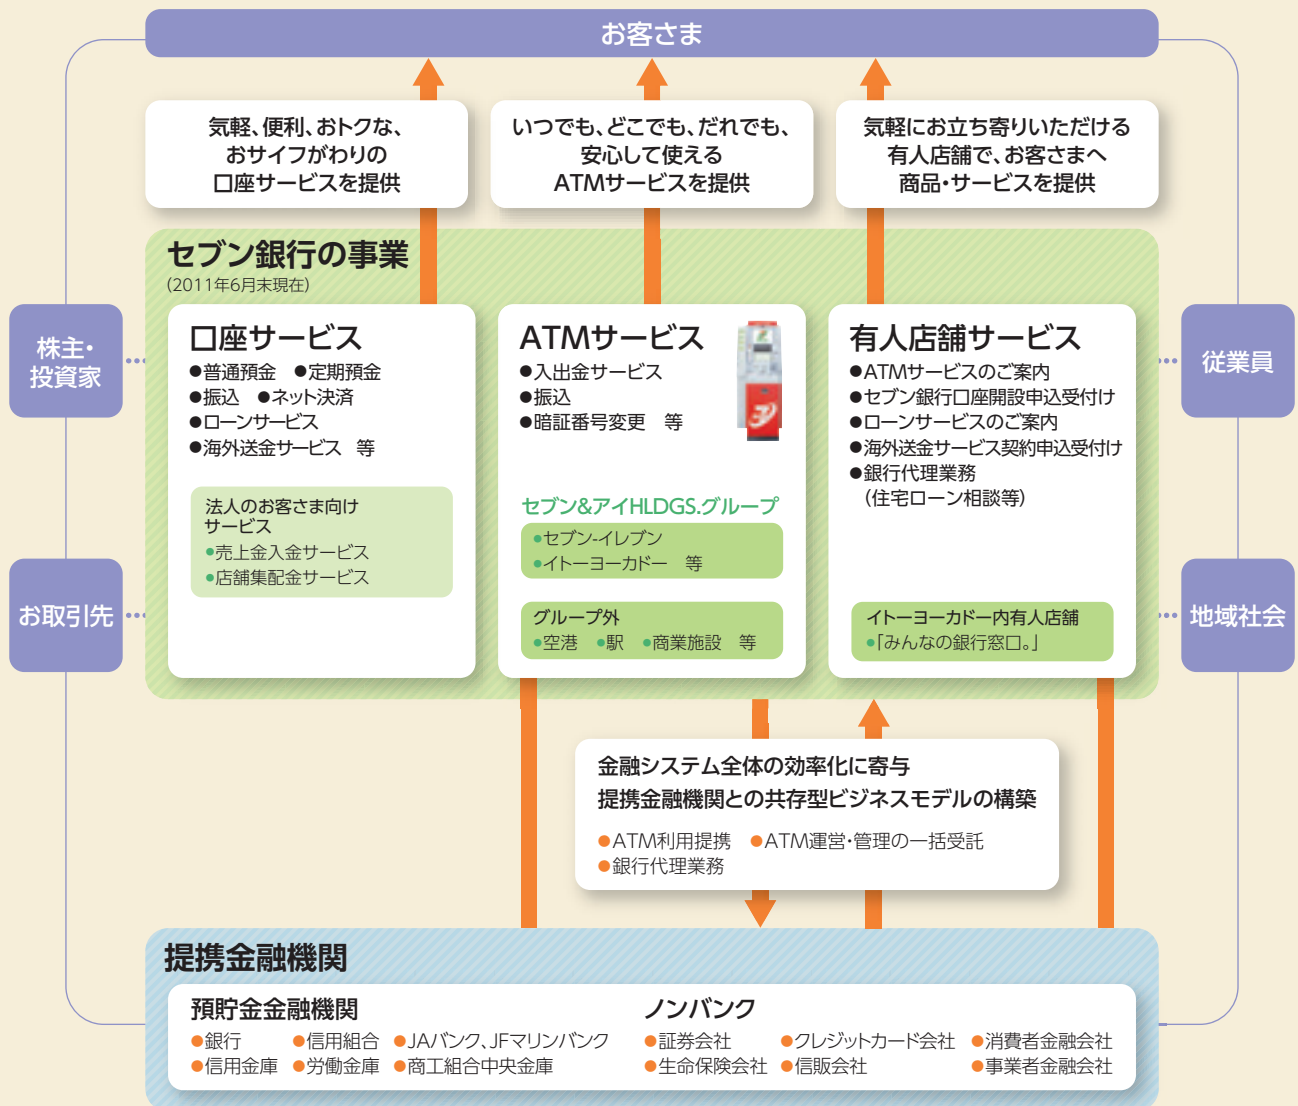 お客さま
気軽、便利、おトクな、
おサイフがわりの
口座サービスを提供
いつでも、どこでも、だれでも、
安心して使える
ATMサービスを提供
気軽にお立ち寄りいただける
有人店舗で、お客さまへ
商品・サービスを提供
セブン銀行の事業
(2011年6月末現在)
株主・
投資家
お取引先
従業員
地域社会
口座サービス
●普通預金 ●定期預金
●振込 ●ネット決済
●ローンサービス
●海外送金サービス 等
法人のお客さま向け
サービス
●売上金入金サービス
●店舗集配金サービス
ATMサービス
●入出金サービス
●振込
●暗証番号変更 等
セブン&アイHLDGS.グループ
●セブン-イレブン
●イトーヨーカドー 等
グループ外
●空港 ●駅 ●商業施設 等
有人店舗サービス
●ATMサービスのご案内
●セブン銀行口座開設申込受付け
●ローンサービスのご案内
●海外送金サービス契約申込受付け
●銀行代理業務
(住宅ローン相談等)
イトーヨーカドー内有人店舗
●「みんなの銀行窓口。」
金融システム全体の効率化に寄与
提携金融機関との共存型ビジネスモデルの構築
●ATM利用提携 ●ATM運営・管理の一括受託
●銀行代理業務
提携金融機関
預貯金金融機関
●銀行 ●信用組合 ●JAバンク、JFマリンバンク
●信用金庫 ●労働金庫 ●商工組合中央金庫
ノンバンク
●証券会社 ●クレジットカード会社 ●消費者金融会社
●生命保険会社 ●信販会社 ●事業者金融会社